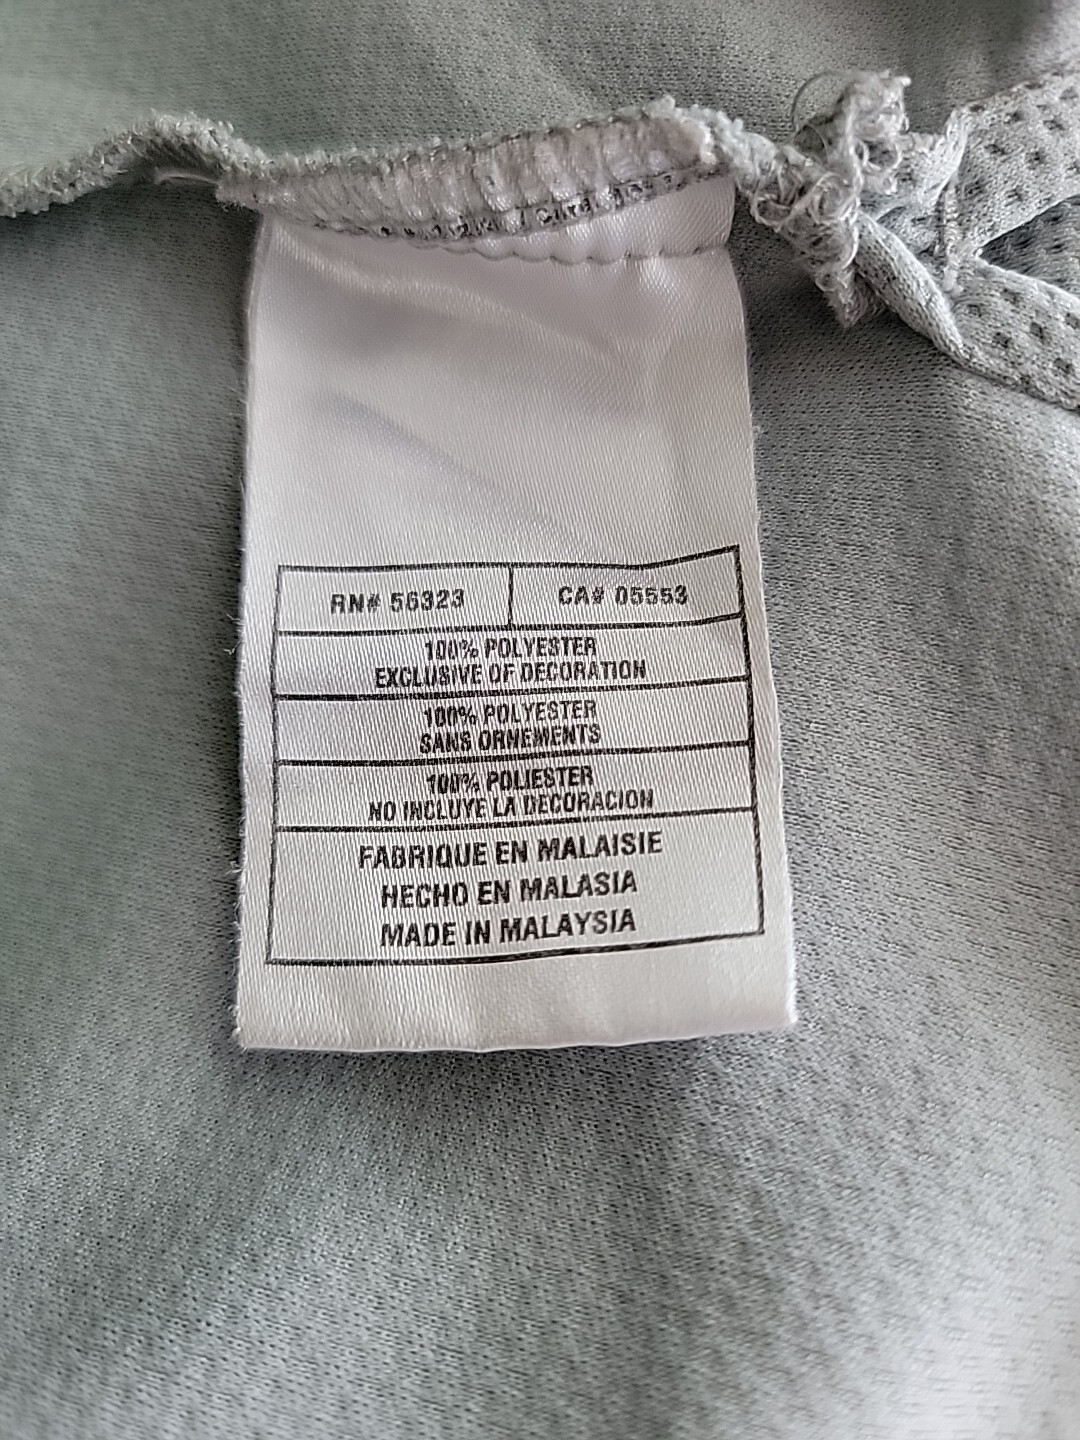 RN# 56323 CA# 05553
100% POLYESTER
EXCLUSIVE OF DECORATION
100% POLYESTER
SANS ORNEMENTS
100% POLIESTER
NO INCLUYE LA DECORACION
FABRIQUE EN MALAISIE
HECHO EN MALASIA
MADE IN MALAYSIA